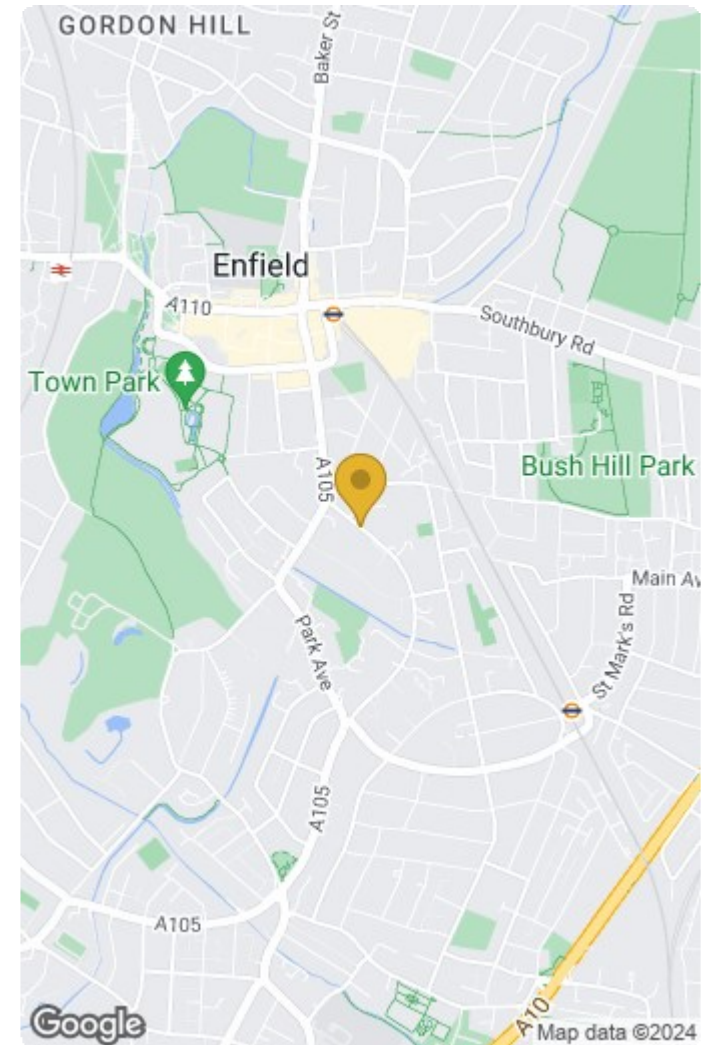 GORDON HILL
Baker St
Enfield
A110
Southbury Rd
Town Park
A105
Bush Hill Park
Main Av
St Mark's Rd
Park Ave
A105
A105
A10
Google
Map data ©2024